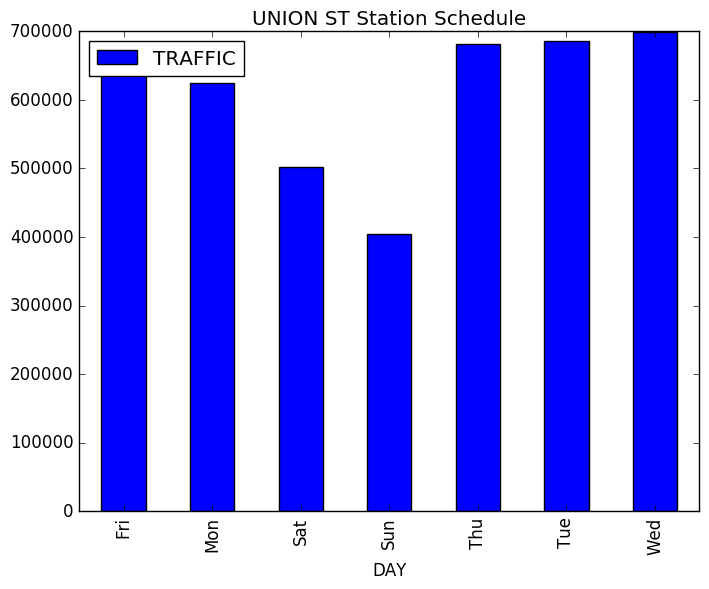 UNION ST Station Schedule
TRAFFIC
700000
600000
500000
400000
300000
200000
100000
0
Fri Mon Sat Sun Thu Tue Wed
DAY